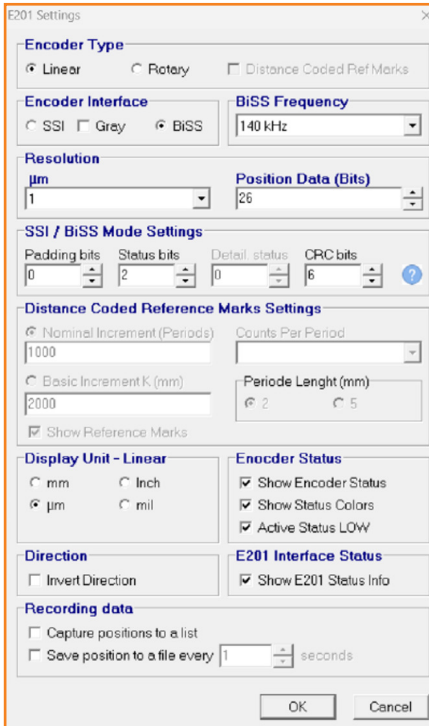 E201 Settings
Encoder Type
Linear Rotary Distance Coded Ref Marks
Encoder Interface BiSS Frequency
SSI Gray BiSS 140 kHz
Resolution
µm Position Data (Bits)
1 26
SSI / BiSS Mode Settings
Padding bits Status bits Detail. status CRC bits
0 2 0 6 ?
Distance Coded Reference Marks Settings
Nominal Increment (Periods) Counts Per Period
1000
Basic Increment K (mm) Periode Lenght (mm)
2000 2 5
Show Reference Marks
Display Unit - Linear Enocder Status
mm Inch Show Encoder Status
µm mil Show Status Colors
Active Status LOW
Direction E201 Interface Status
Invert Direction Show E201 Status Info
Recording data
Capture positions to a list
Save position to a file every 1 seconds
OK Cancel